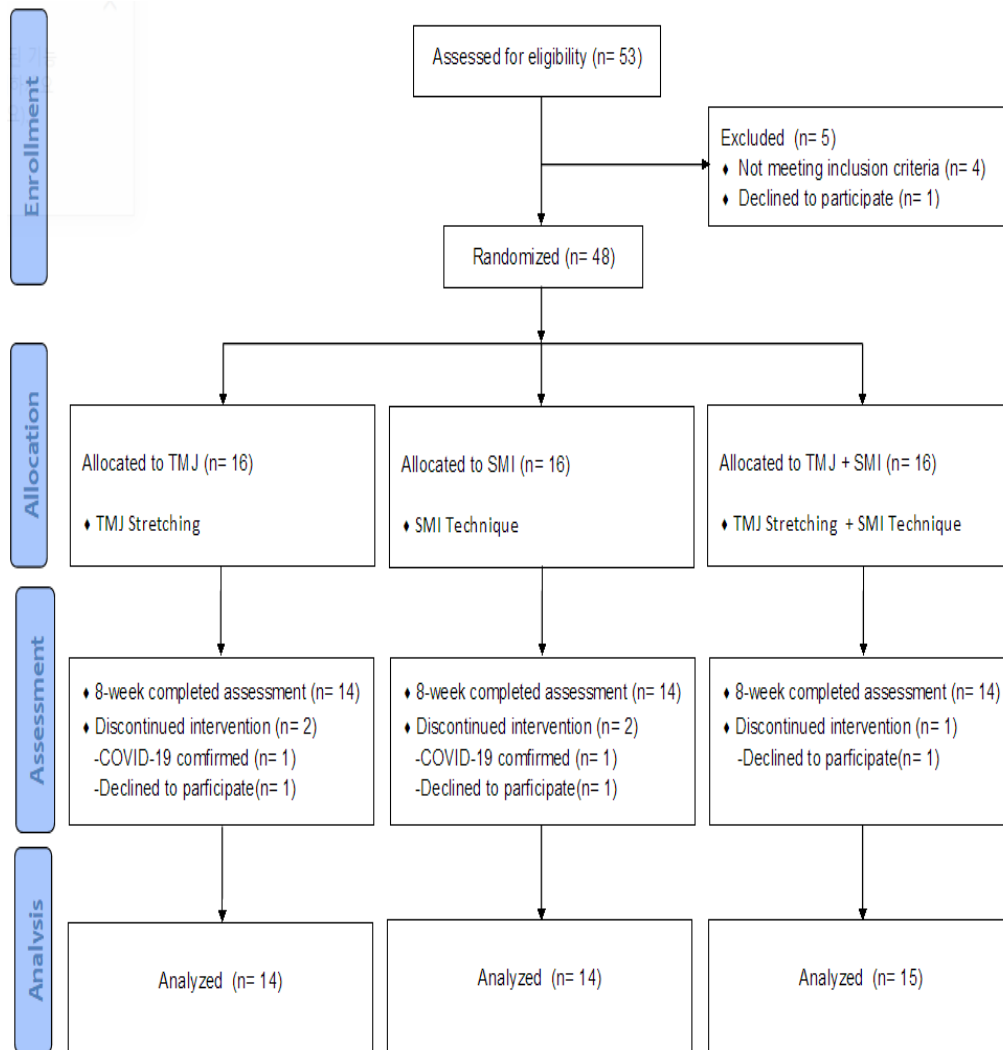 Enrollment
Assessed for eligibility (n= 53)
Excluded (n= 5)
♦ Not meeting inclusion criteria (n= 4)
♦ Declined to participate (n= 1)
Randomized (n= 48)
Allocation
Allocated to TMJ (n= 16)
♦ TMJ Stretching
Allocated to SMI (n= 16)
♦ SMI Technique
Allocated to TMJ + SMI (n= 16)
♦ TMJ Stretching + SMI Technique
Assessment
♦ 8-week completed assessment (n= 14)
♦ Discontinued intervention (n= 2)
-COVID-19 comfirmed (n= 1)
-Declined to parficipate(n= 1)
♦ 8-week completed assessment (n= 14)
♦ Discontinued intervention (n= 2)
-COVID-19 comfirmed (n= 1)
-Declined to parficipate(n= 1)
♦ 8-week completed assessment (n= 14)
♦ Discontinued intervention (n= 1)
-Declined to parficipate(n= 1)
Analysis
Analyzed (n= 14)
Analyzed (n= 14)
Analyzed (n= 15)